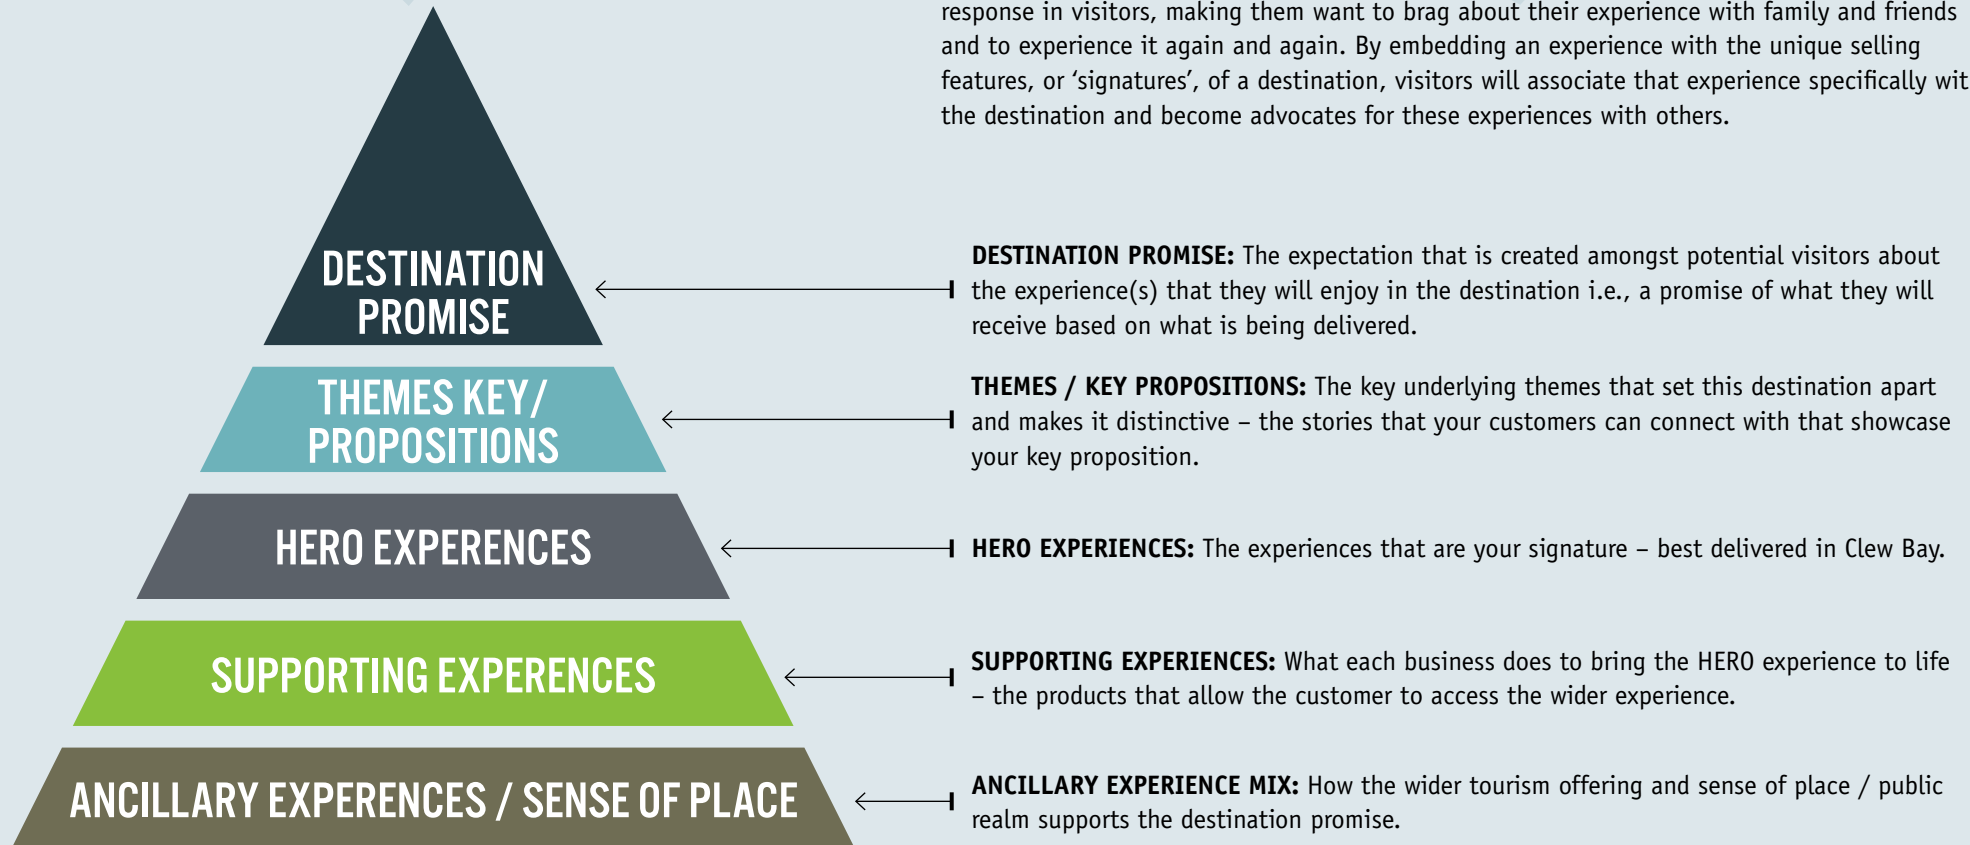 response in visitors, making them want to brag about their experience with family and friends
and to experience it again and again. By embedding an experience with the unique selling
features, or ‘signatures’, of a destination, visitors will associate that experience specifically wit
the destination and become advocates for these experiences with others.
DESTINATION
PROMISE
DESTINATION PROMISE: The expectation that is created amongst potential visitors about
the experience(s) that they will enjoy in the destination i.e., a promise of what they will
receive based on what is being delivered.
THEMES KEY/
PROPOSITIONS
THEMES / KEY PROPOSITIONS: The key underlying themes that set this destination apart
and makes it distinctive – the stories that your customers can connect with that showcase
your key proposition.
HERO EXPERENCES
HERO EXPERIENCES: The experiences that are your signature – best delivered in Clew Bay.
SUPPORTING EXPERENCES
SUPPORTING EXPERIENCES: What each business does to bring the HERO experience to life
– the products that allow the customer to access the wider experience.
ANCILLARY EXPERENCES / SENSE OF PLACE
ANCILLARY EXPERIENCE MIX: How the wider tourism offering and sense of place / public
realm supports the destination promise.